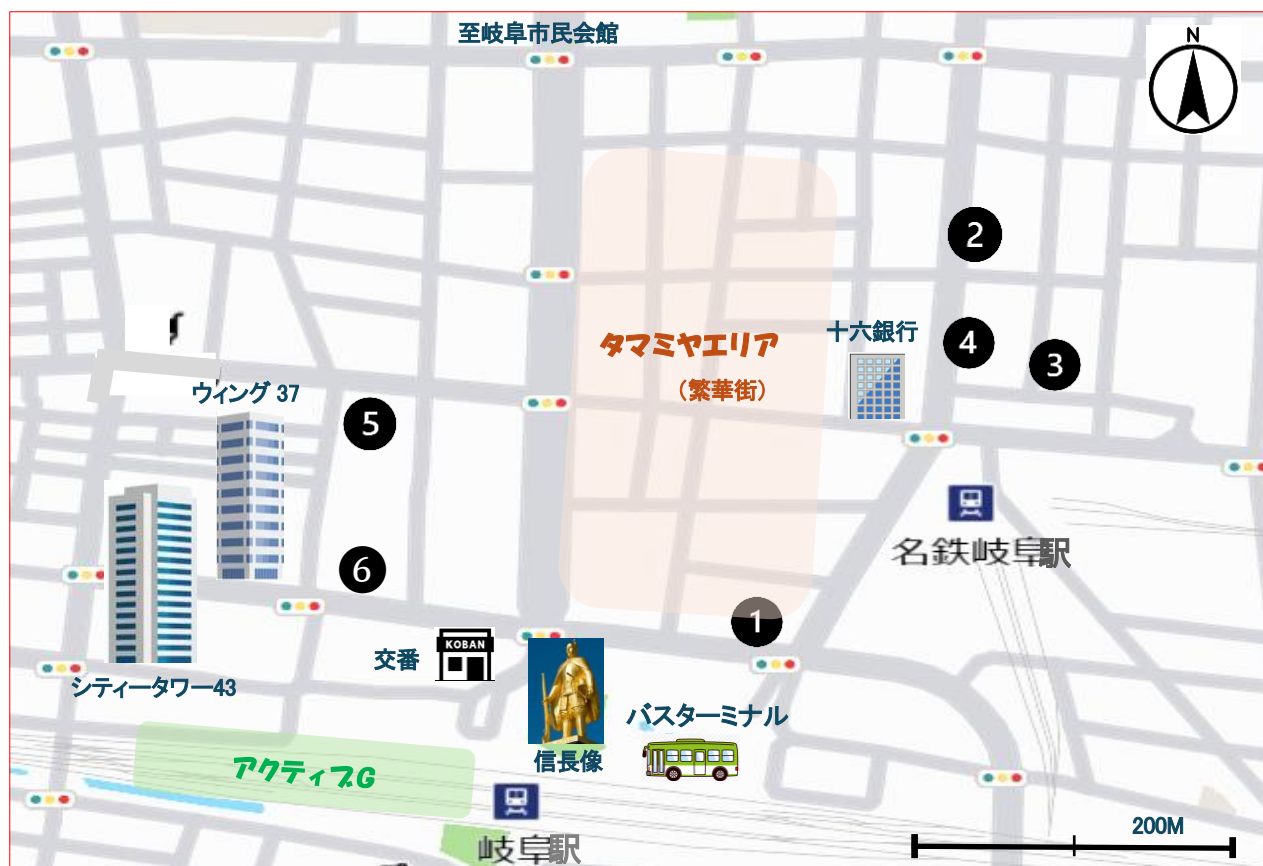 至岐阜市民会館
N
2
タマミヤエリア
(繁華街)
十六銀行
4
3
ウィング 37
5
名鉄岐阜駅
6
1
交番
KOBAN
シティータワー43
バスターミナル
信長像
アクティブG
岐阜駅
200M